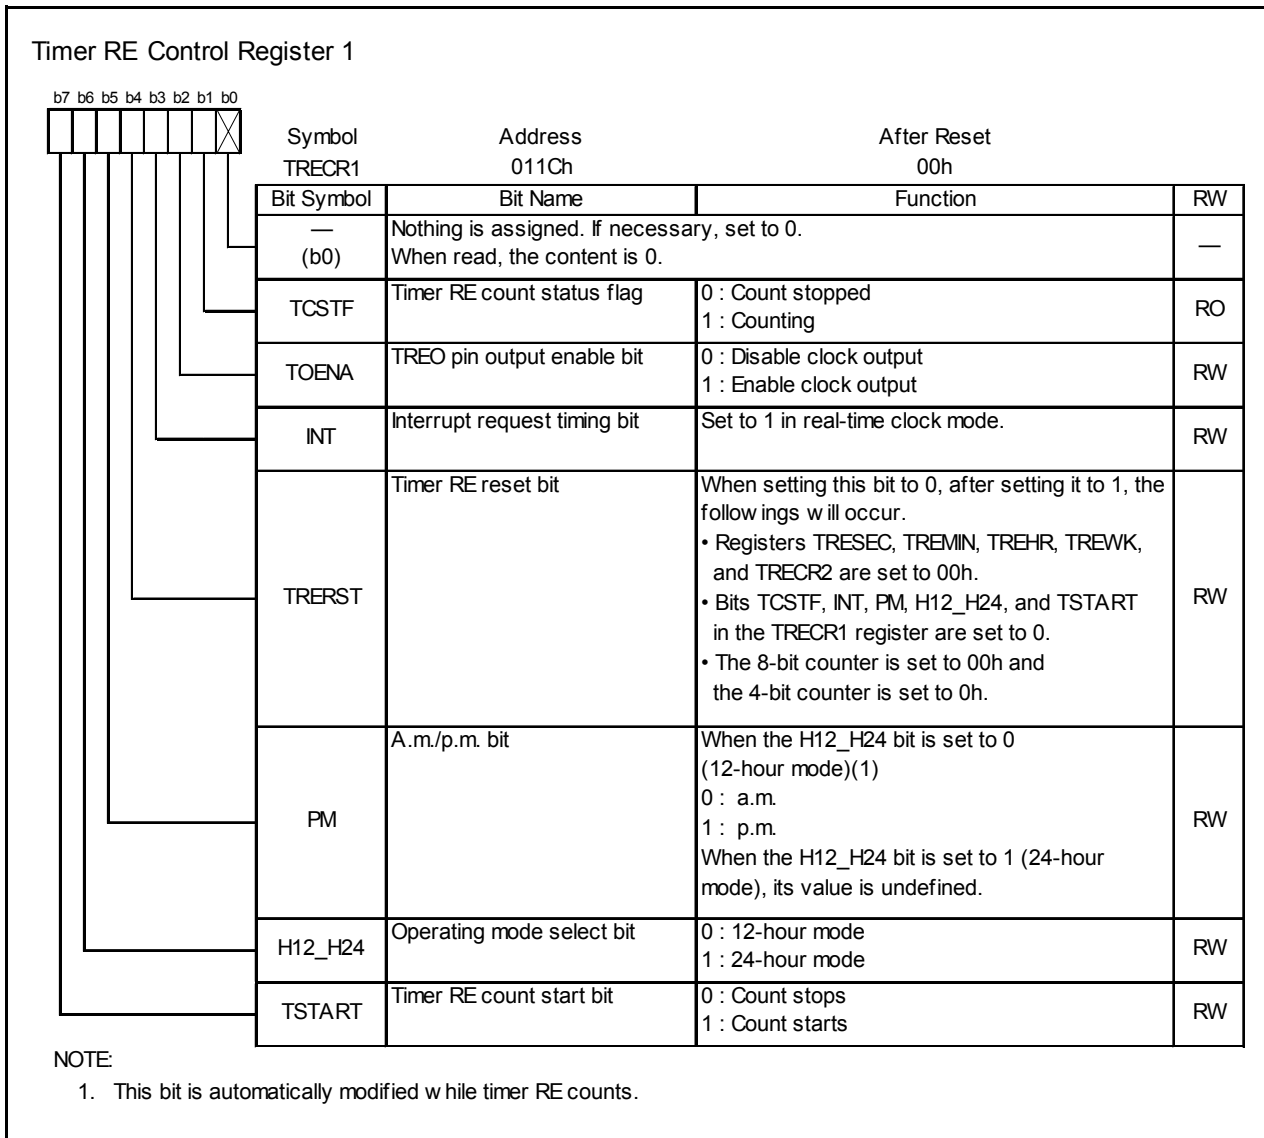 Timer RE Control Register 1
b7 b6 b5 b4 b3 b2 b1 b0
Symbol Address After Reset
TRECR1 011Ch 00h
Bit Symbol Bit Name Function RW
—
(b0)
Nothing is assigned. If necessary, set to 0.
When read, the content is 0.
—
TCSTF
Timer RE count status flag
0 : Count stopped
1 : Counting
RO
TOENA
TREO pin output enable bit
0 : Disable clock output
1 : Enable clock output
RW
INT
Interrupt request timing bit
Set to 1 in real-time clock mode.
RW
TRERST
Timer RE reset bit
When setting this bit to 0, after setting it to 1, the
followings will occur.
• Registers TRESEC, TREMIN, TREHR, TREWK,
and TRECR2 are set to 00h.
• Bits TCSTF, INT, PM, H12_H24, and TSTART
in the TRECR1 register are set to 0.
• The 8-bit counter is set to 00h and
the 4-bit counter is set to 0h.
RW
PM
A.m./p.m. bit
When the H12_H24 bit is set to 0
(12-hour mode)(1)
0 : a.m.
1 : p.m.
When the H12_H24 bit is set to 1 (24-hour
mode), its value is undefined.
RW
H12_H24
Operating mode select bit
0 : 12-hour mode
1 : 24-hour mode
RW
TSTART
Timer RE count start bit
0 : Count stops
1 : Count starts
RW
NOTE:
1. This bit is automatically modified while timer RE counts.